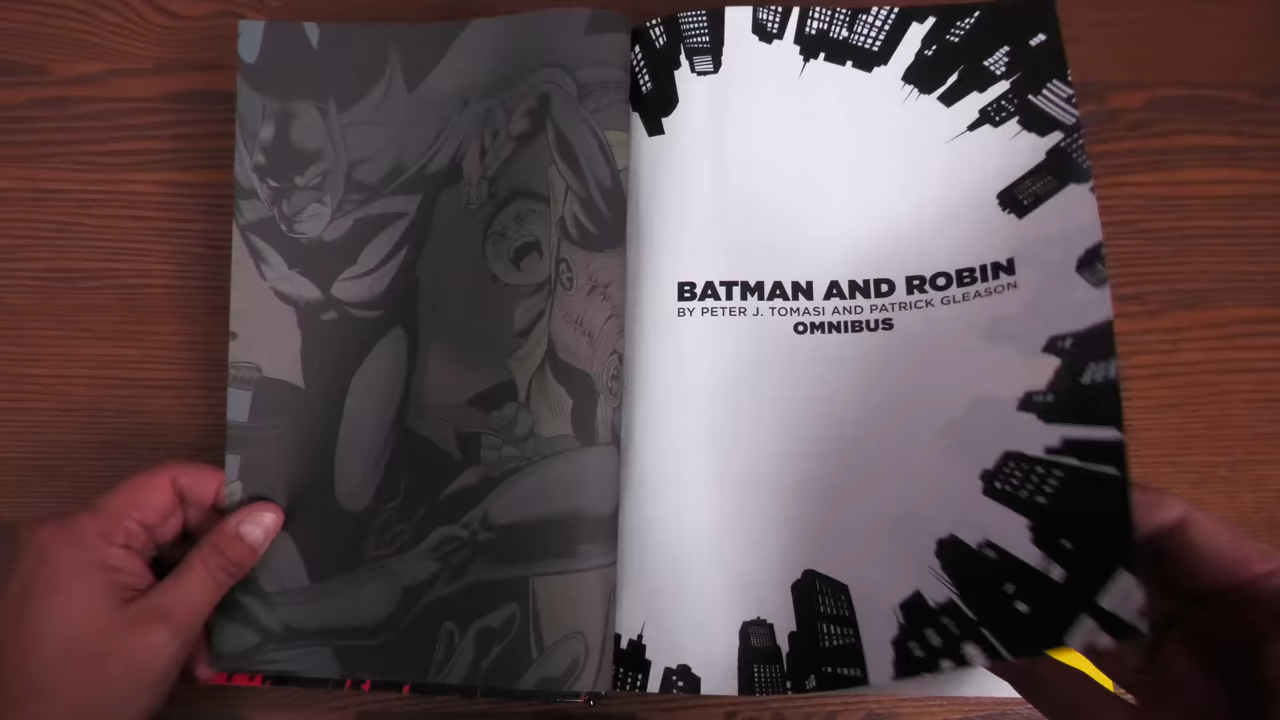 BATMAN AND ROBIN
BY PETER J. TOMASI AND PATRICK GLEASON
OMNIBUS